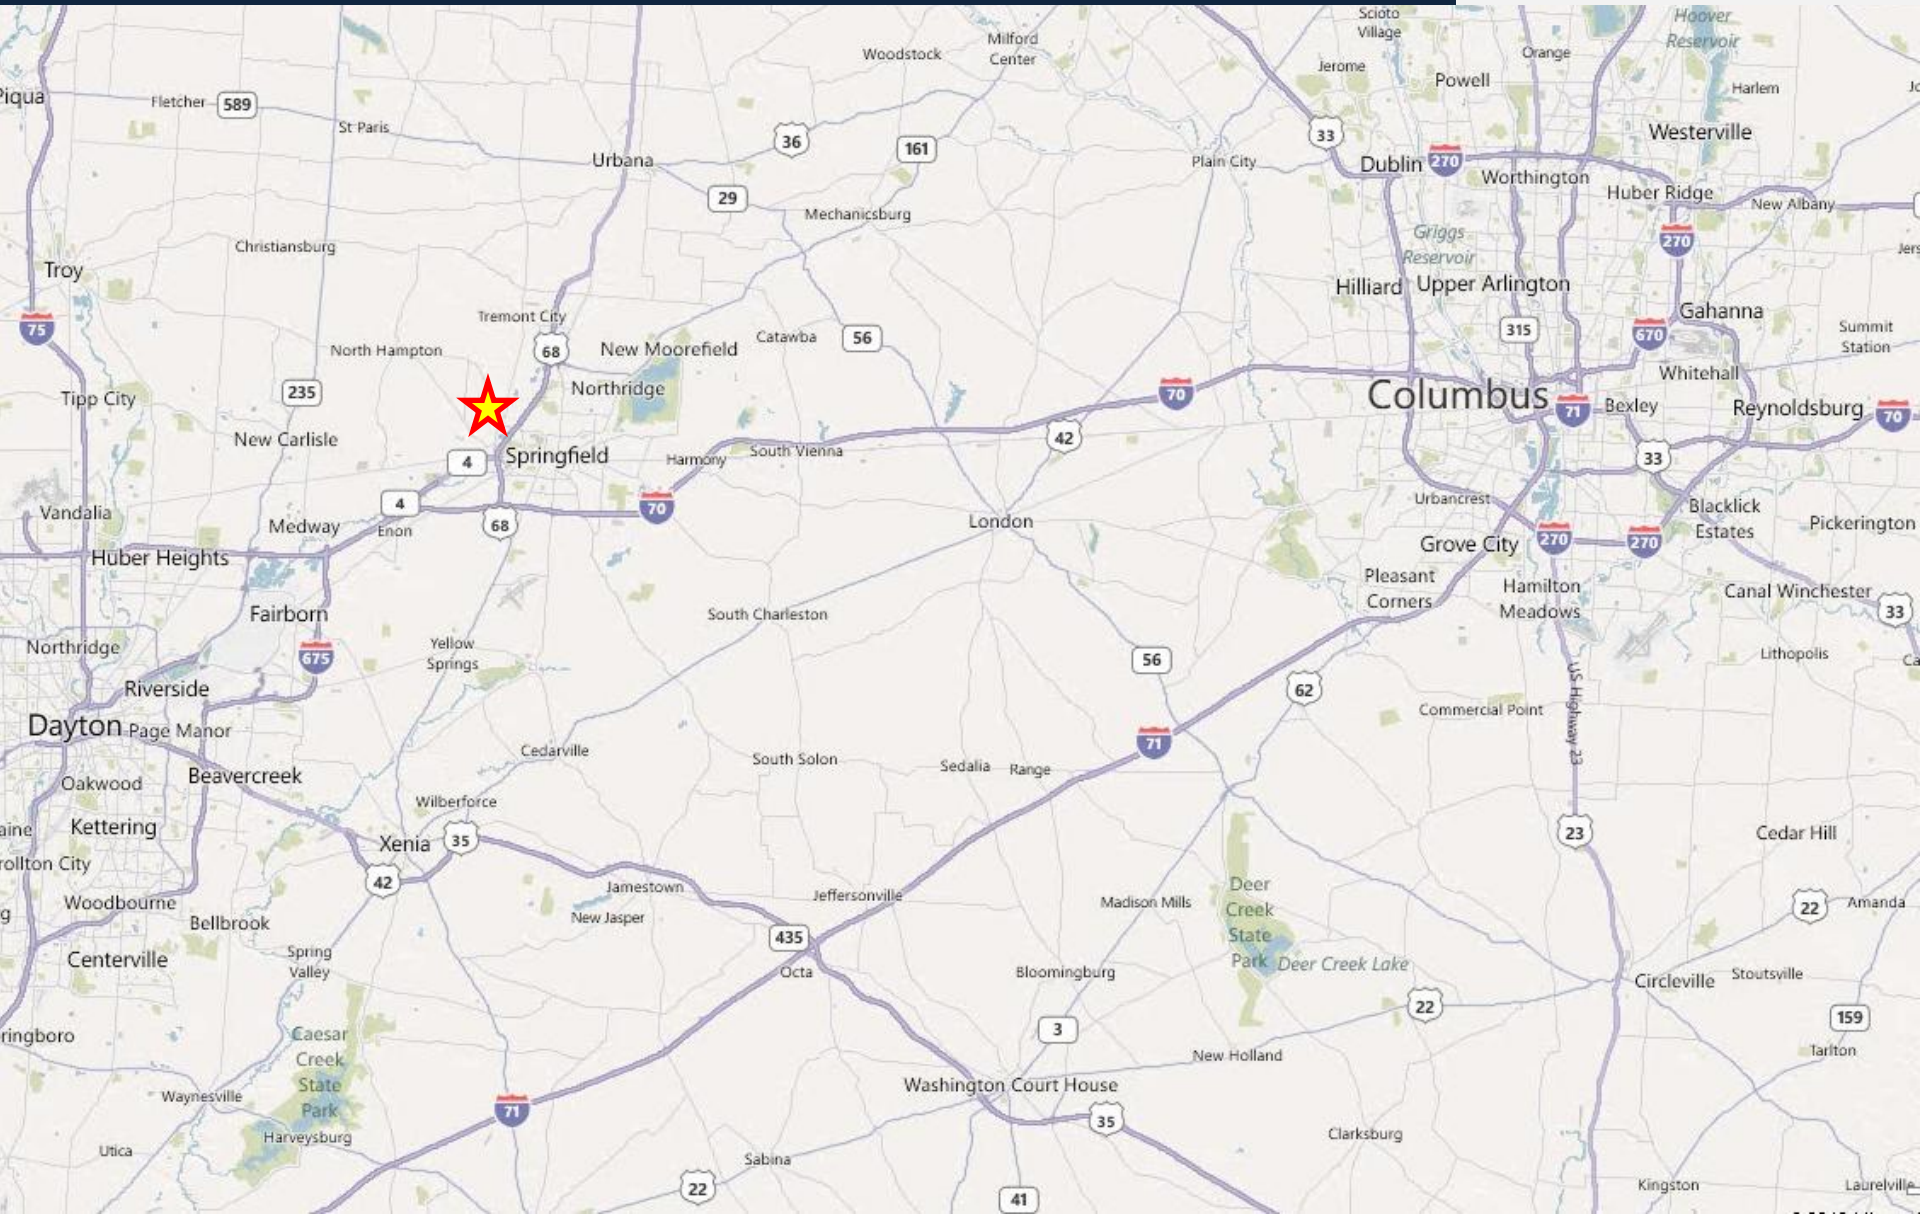 Scioto
Village
Hoover
Reservoir
Woodstock
Milford
Center
Orange
Jerome
Powell
Harlem
Piqua
Fletcher
589
St Paris
36
161
33
Westerville
Urbana
Plain City
Dublin
270
Worthington
Huber Ridge
29
Mechanicsburg
New Albany
Christiansburg
Griggs
Reservoir
270
Troy
Hilliard
Upper Arlington
Gahanna
75
Tremont City
315
670
Summit
Station
North Hampton
68
New Moorefield
Catawba
56
Whitehall
Northridge
235
Tipp City
70
Columbus
71
Bexley
Reynoldsburg
70
New Carlisle
42
4
Springfield
Harmony
South Vienna
33
4
70
Urbancrest
Blacklick
Estates
Vandalia
Medway
Enon
68
London
Pickerington
Huber Heights
Grove City
270
270
Pleasant
Corners
Hamilton
Meadows
Canal Winchester
33
Fairborn
South Charleston
Northridge
675
Yellow
Springs
56
Lithopolis
Riverside
62
US Highway 23
Commercial Point
Dayton
Page Manor
71
Cedarville
South Solon
Sedalia
Range
Oakwood
Beavercreek
Wilberforce
Kettering
Xenia
35
23
Cedar Hill
rollton City
42
Jamestown
Jeffersonville
Deer
Creek
State
Park
Madison Mills
22
Amanda
Woodbourne
Bellbrook
New Jasper
435
Centerville
Spring
Valley
Octa
Bloomingburg
Deer Creek Lake
Circleville
Stoutsville
22
159
ringboro
Caesar
Creek
State
Park
3
New Holland
Tarlton
Waynesville
Washington Court House
71
35
Harveysburg
Utica
Clarksburg
Sabina
22
41
Kingston
Laurelville